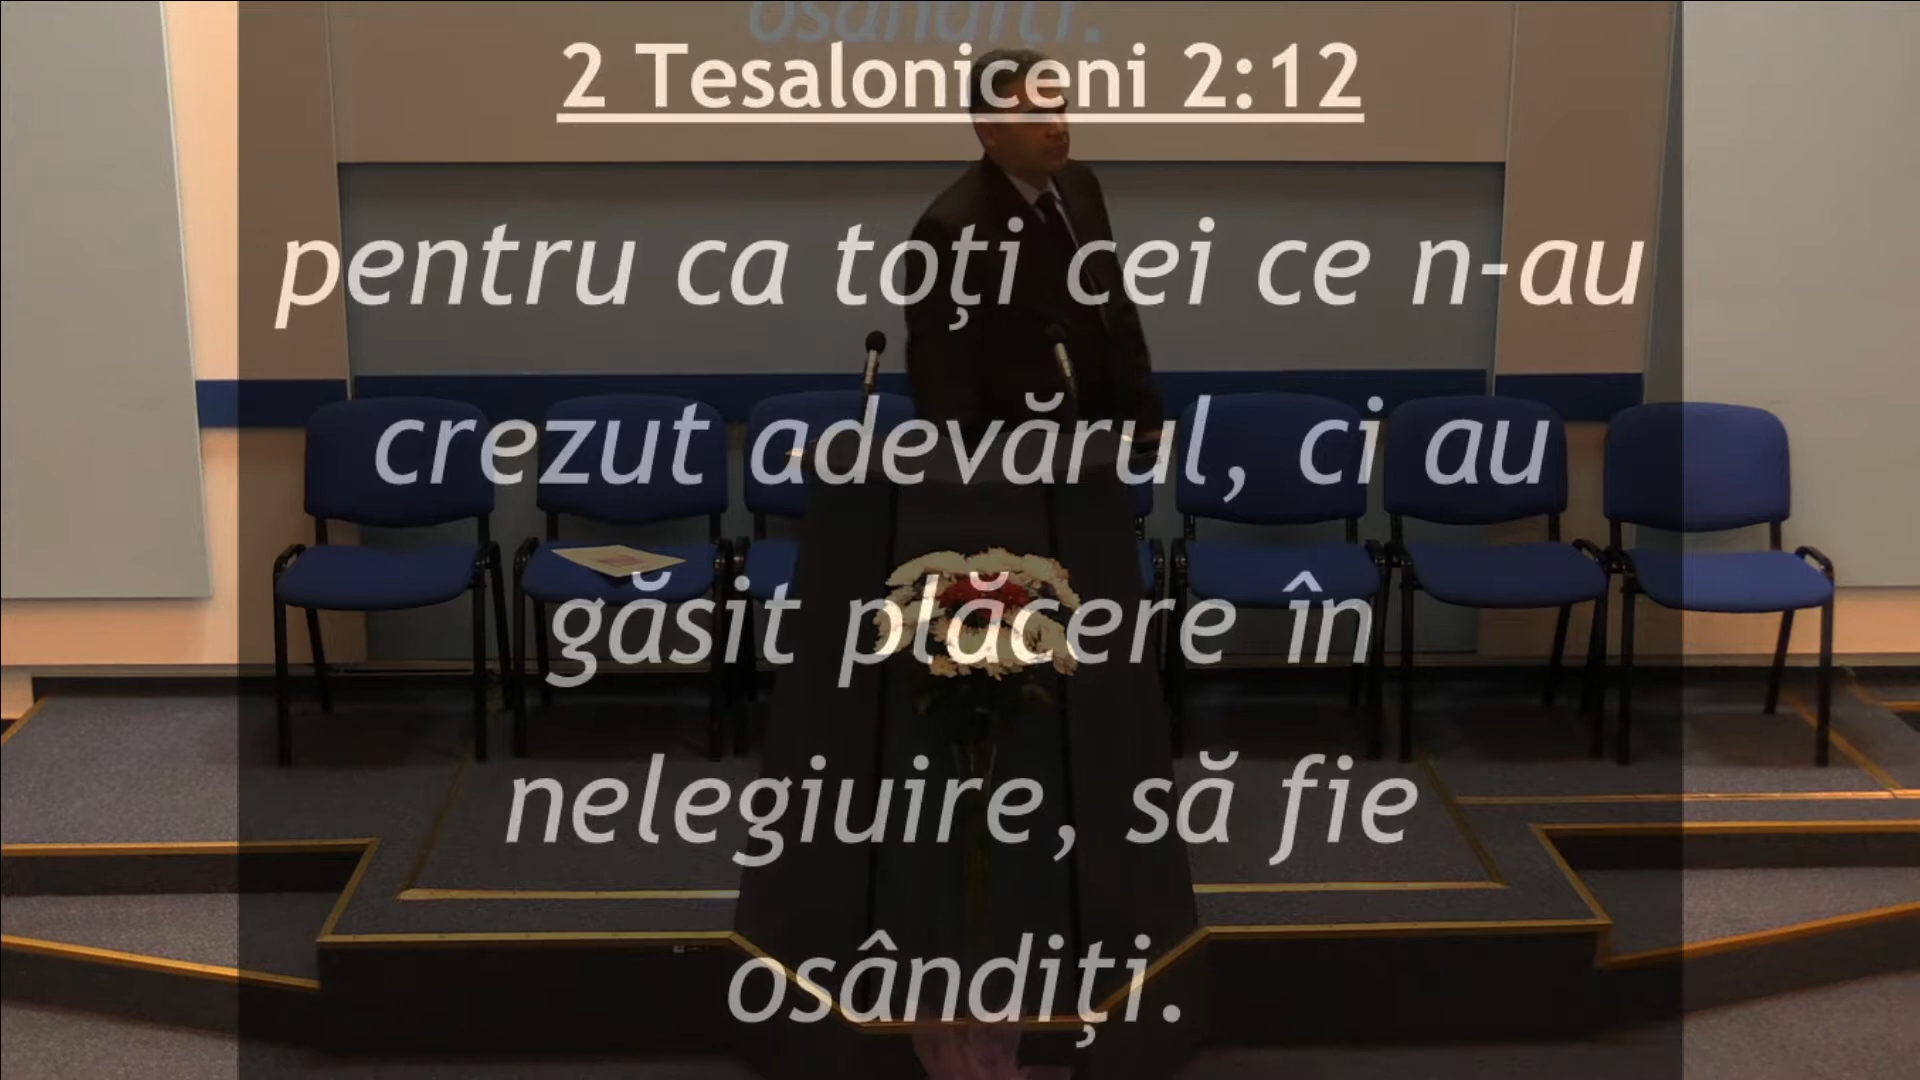 osândiți.
2 Tesaloniceni 2:12
pentru ca toți cei ce n-au
crezut adevărul, ci au
găsit plăcere în
nelegiuire, să fie
osândiți.